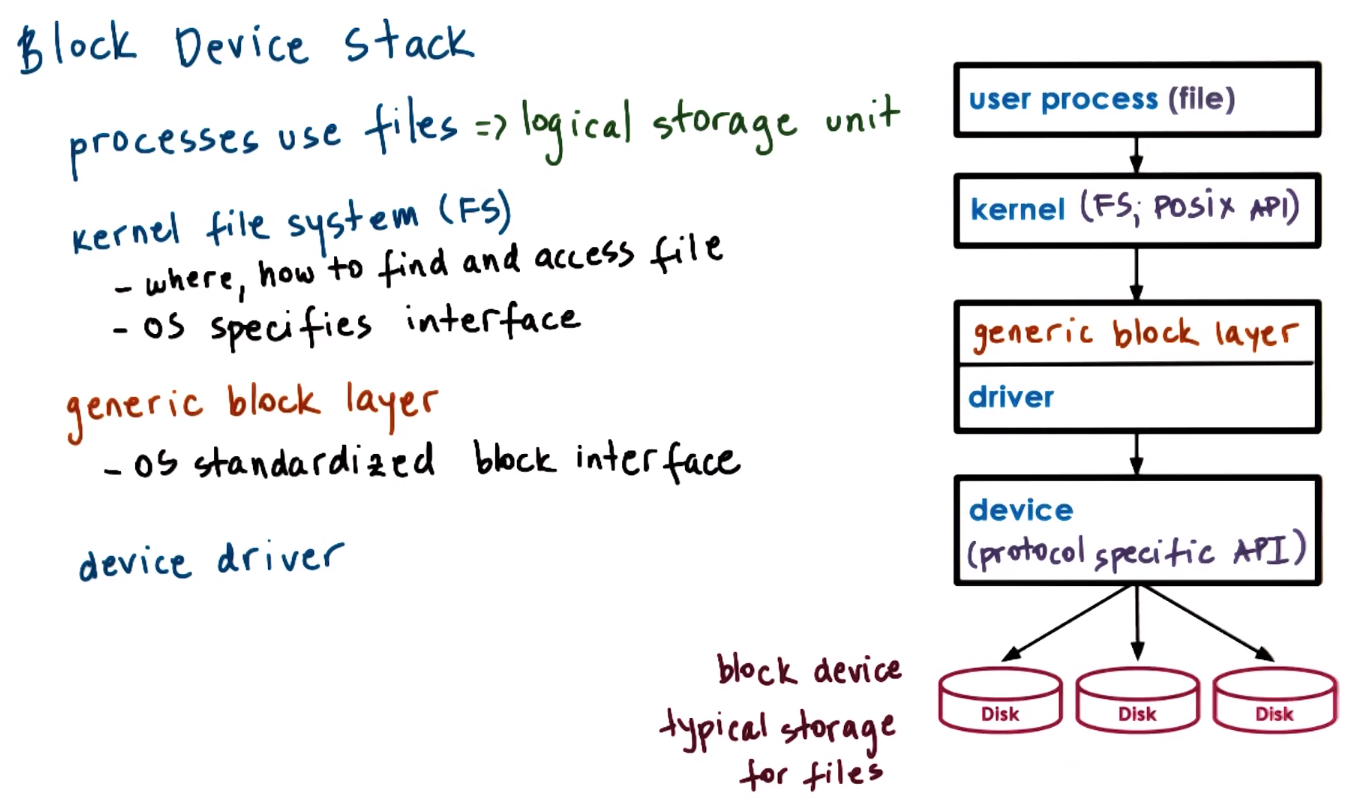 Block Device Stack
processes use files => logical storage unit
kernel file system (FS)
- where, how to find and access file
- OS specifies interface
generic block layer
- OS standardized block interface
device driver
user process (file)
kernel (FS; POSIX API)
generic block layer
driver
device
(protocol specific API)
block device
typical storage
for files
Disk
Disk
Disk